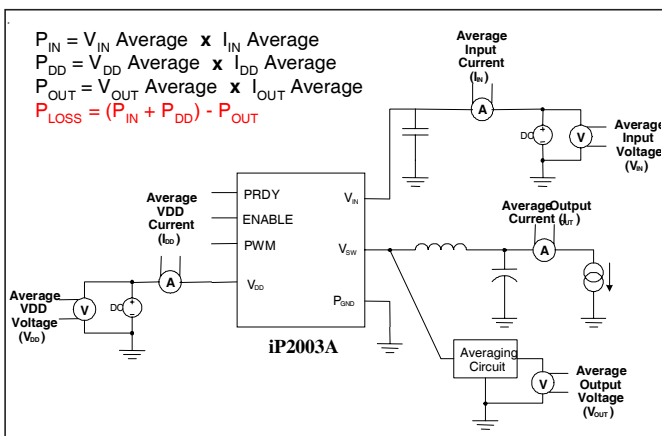 P_IN = V_IN Average x I_IN Average
P_DD = V_DD Average x I_DD Average
P_OUT = V_OUT Average x I_OUT Average
P_LOSS = (P_IN + P_DD) - P_OUT
Average
Input
Current
(I_IN)
A
DC
V
Average
Input
Voltage
(V_IN)
PRDY
ENABLE
PWM
V_DD
V_IN
V_SW
P_GND
iP2003A
Average
VDD
Current
(I_DD)
A
Average
VDD
Voltage
(V_DD)
V
DC
Average Output
Current (I_OUT)
A
Averaging
Circuit
V
Average
Output
Voltage
(V_OUT)